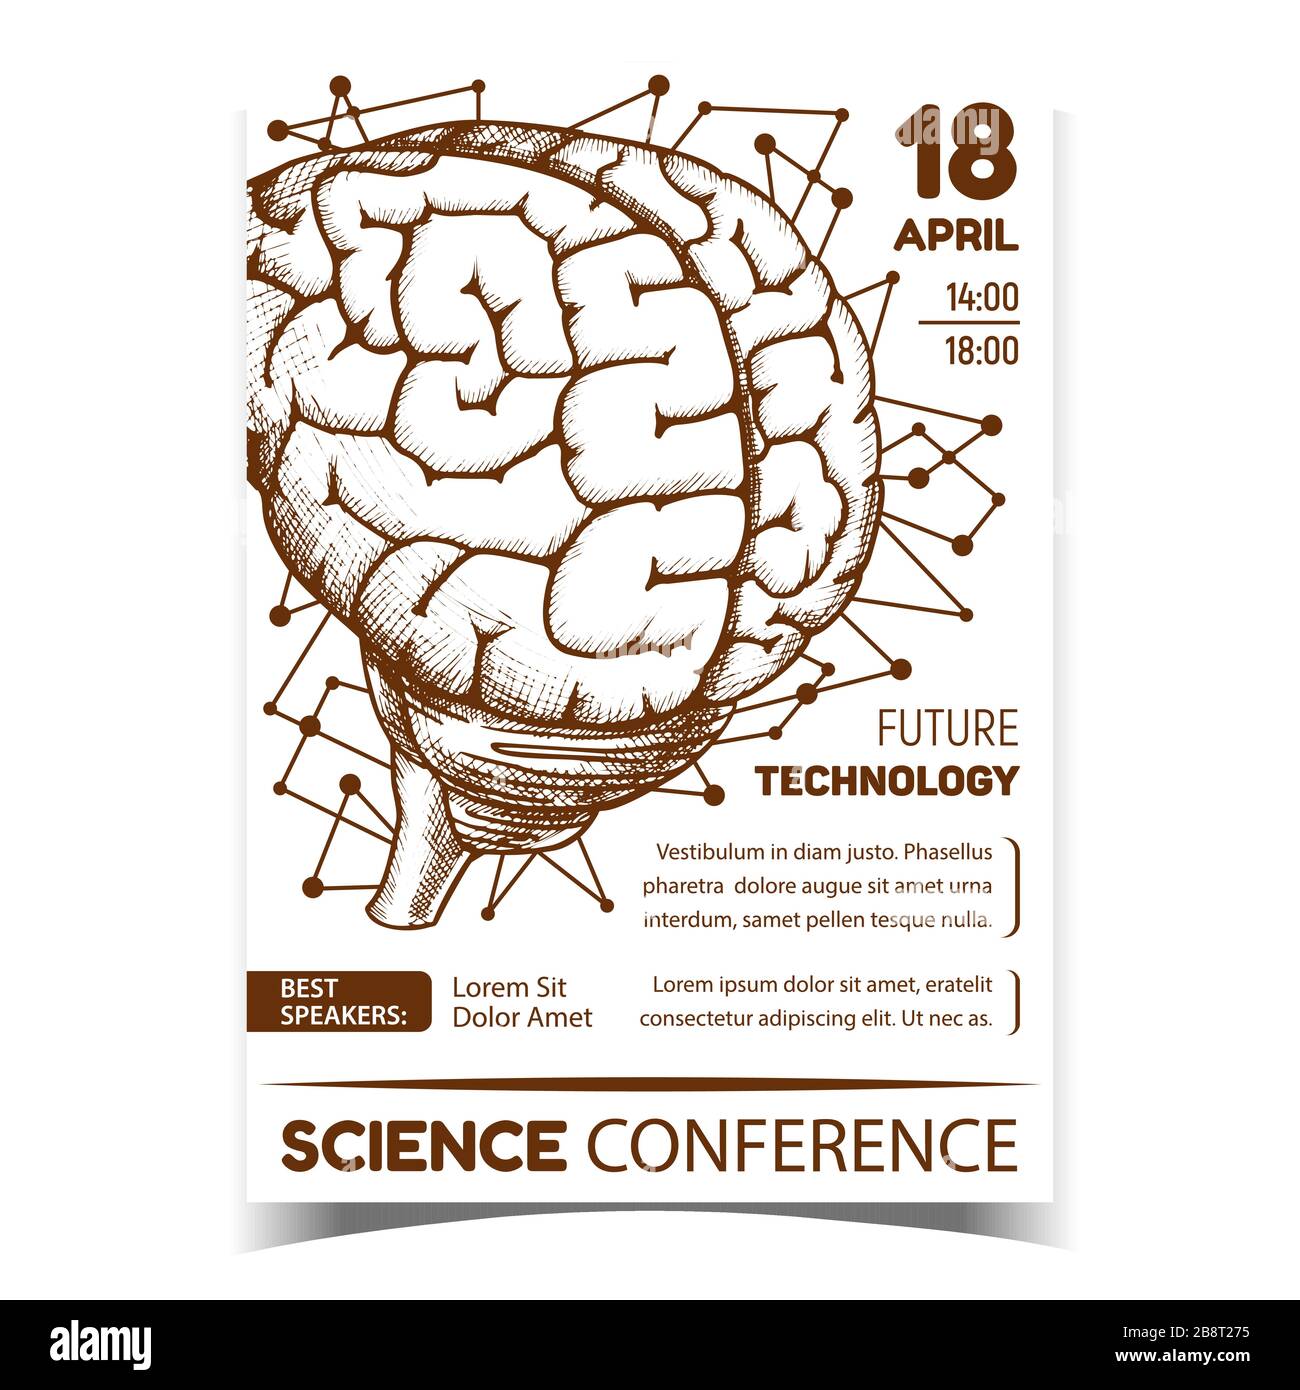 18
APRIL
14:00
18:00
FUTURE
TECHNOLOGY
Vestibulum in diam justo. Phasellus
pharetra dolore augue sit amet urna
interdum, samet pellen tesque nulla.
BEST
SPEAKERS:
Lorem Sit
Dolor Amet
Lorem ipsum dolor sit amet, eratelit
consectetur adipiscing elit. Ut nec as.
SCIENCE CONFERENCE
alamy
Image ID: 2B8T275
www.alamy.com